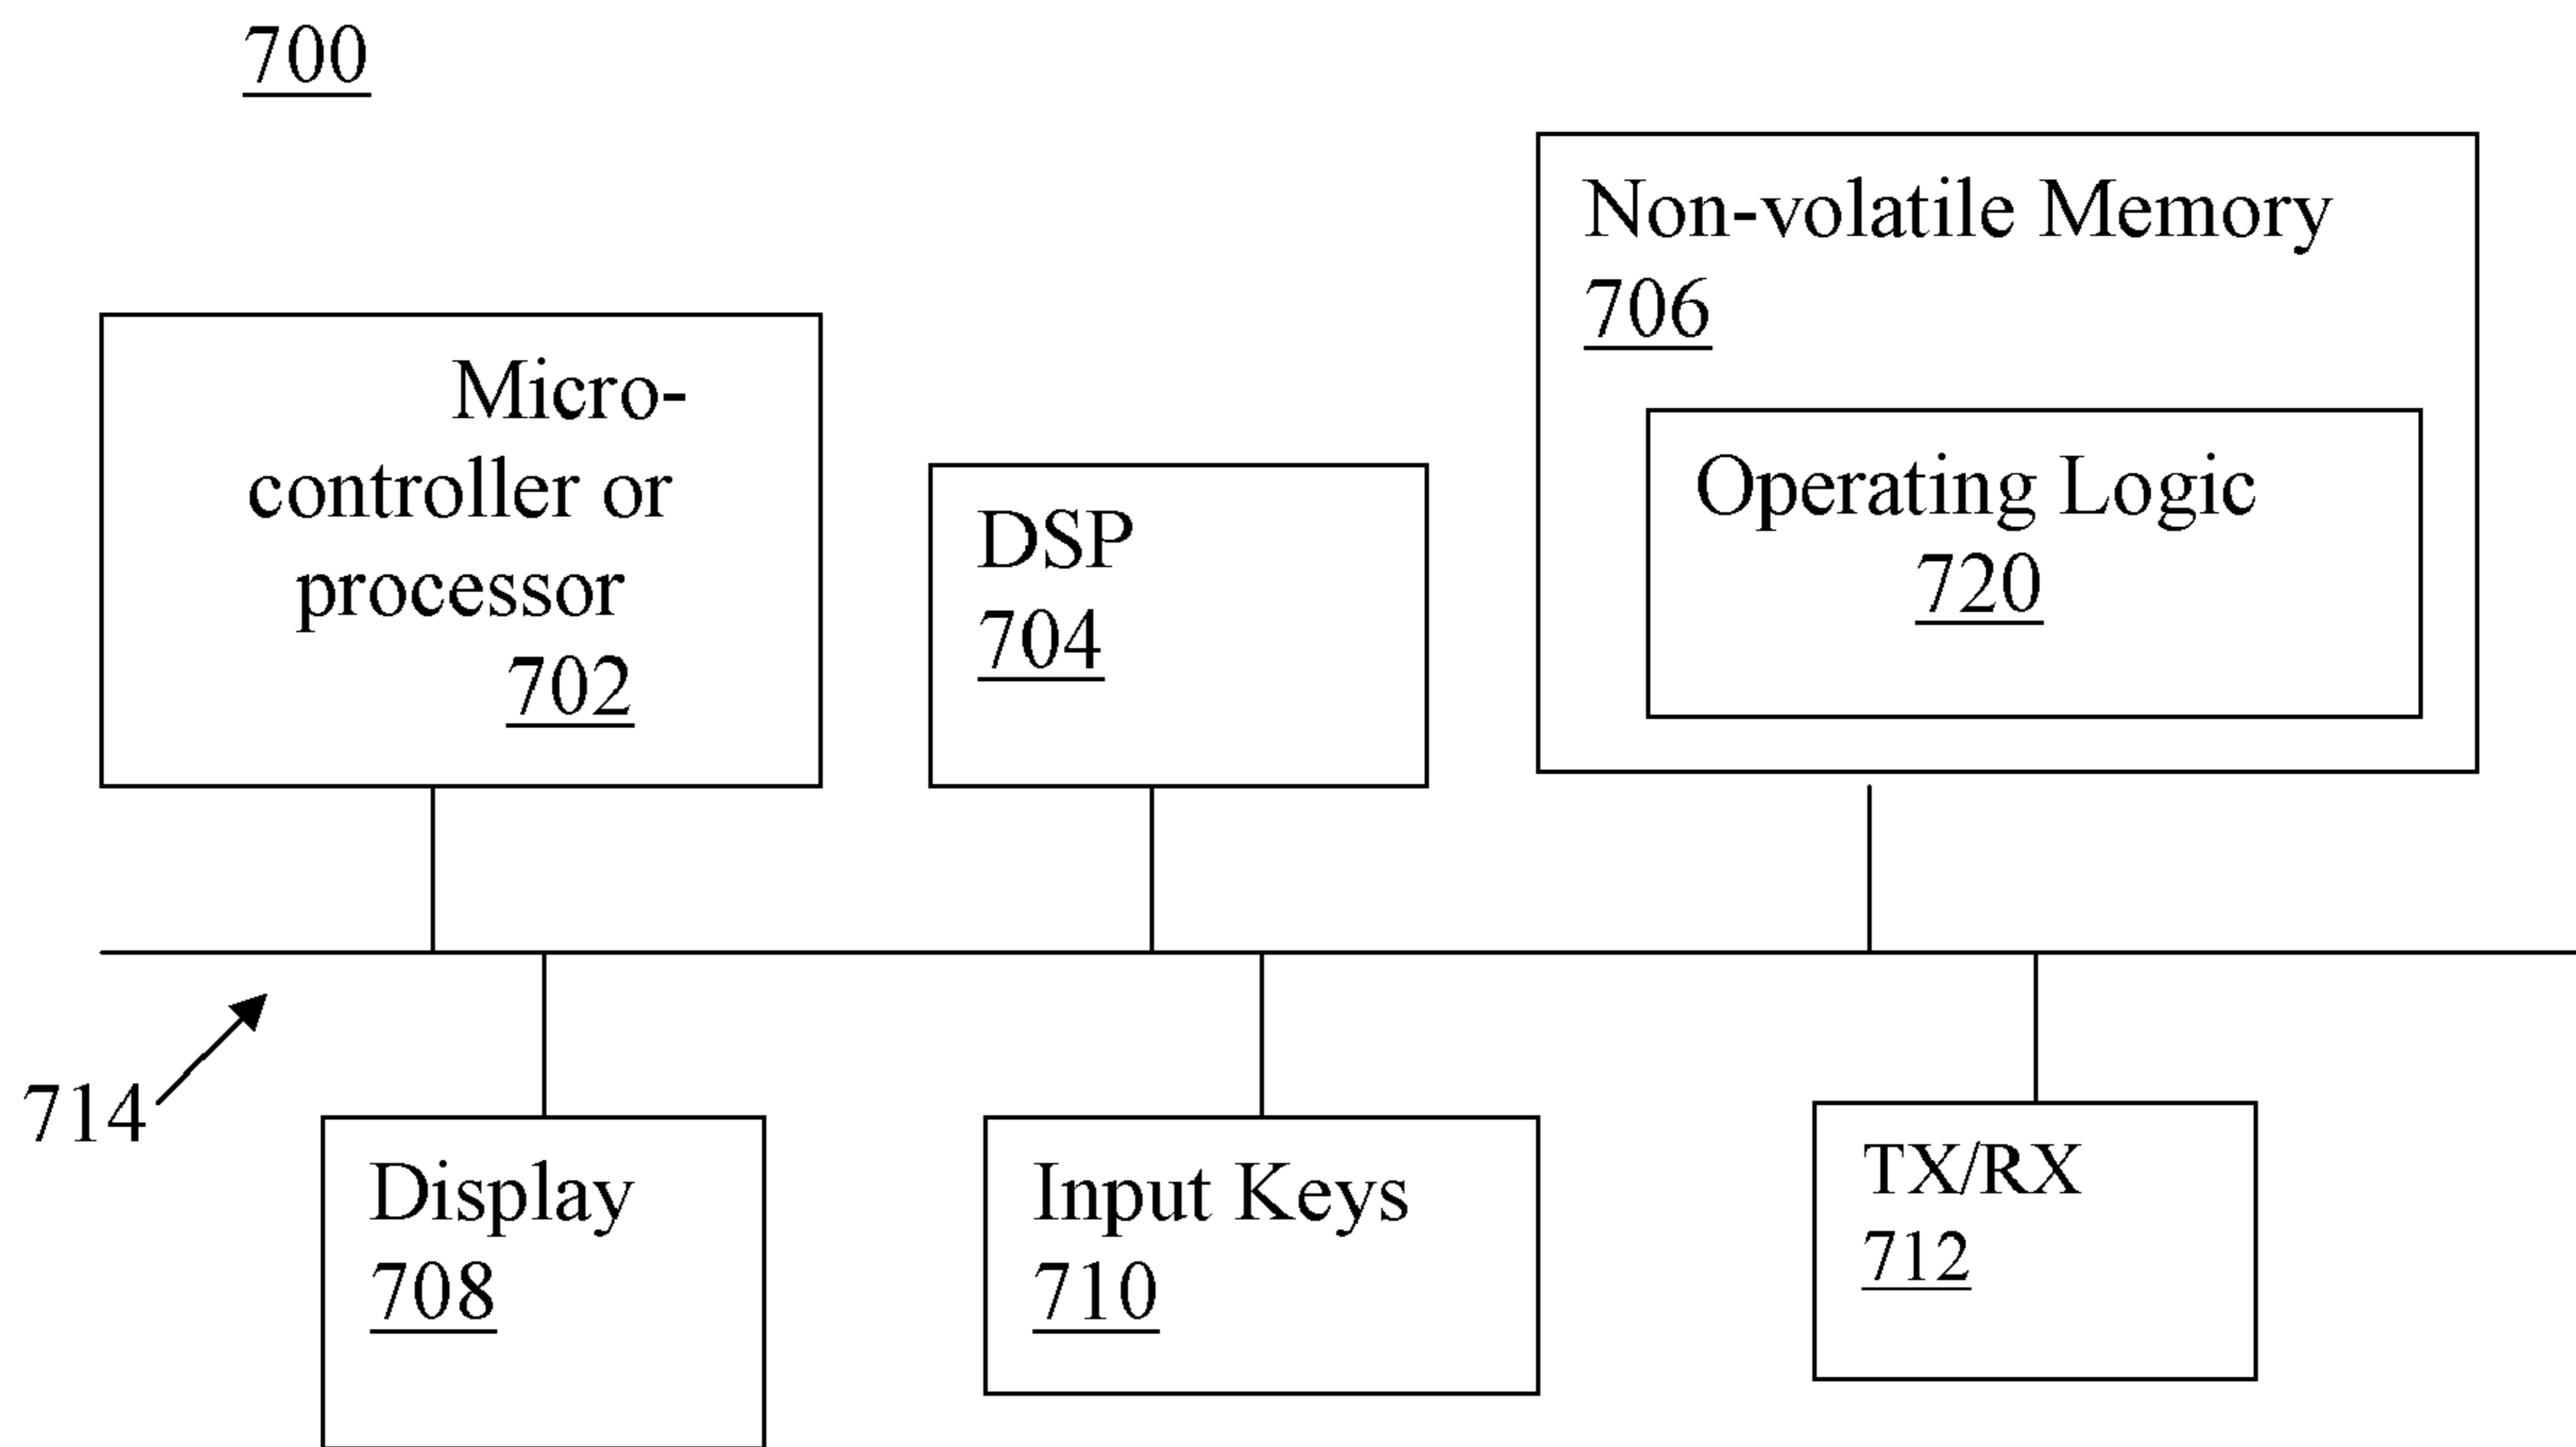 700
Micro-
controller or
processor
702
DSP
704
Non-volatile Memory
706
Operating Logic
720
714
Display
708
Input Keys
710
TX/RX
712